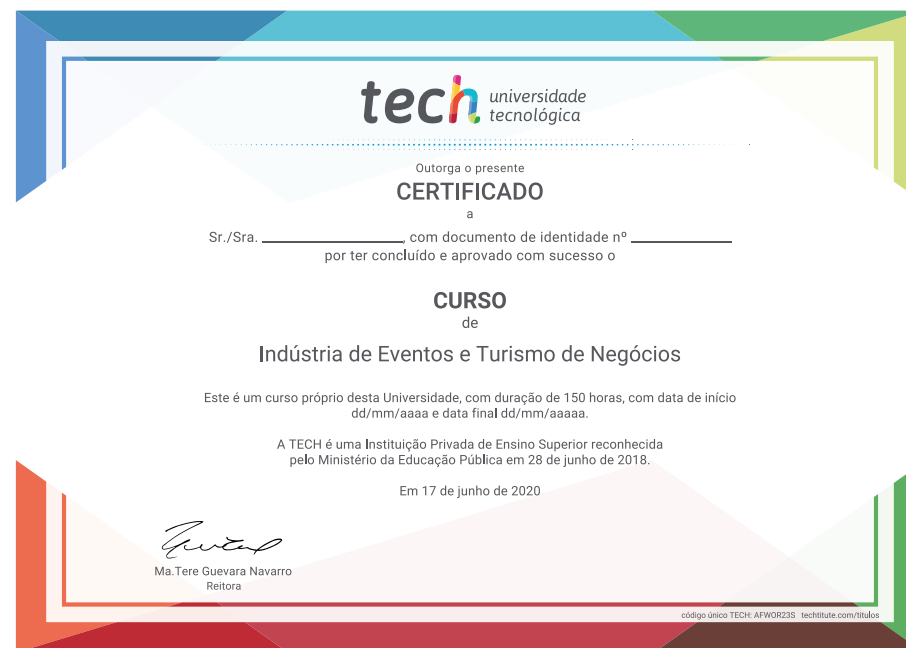 tech universidade
tecnológica
Outorga o presente
CERTIFICADO
a
Sr./Sra. ____________, com documento de identidade nº ____________
por ter concluído e aprovado com sucesso o
CURSO
de
Indústria de Eventos e Turismo de Negócios
Este é um curso próprio desta Universidade, com duração de 150 horas, com data de início
dd/mm/aaaa e data final dd/mm/aaaaa.
A TECH é uma Instituição Privada de Ensino Superior reconhecida
pelo Ministério da Educação Pública em 28 de junho de 2018.
Em 17 de junho de 2020
Ma.Tere Guevara Navarro
Reitora
código único TECH: AFWOR23S techtitute.com/titulos